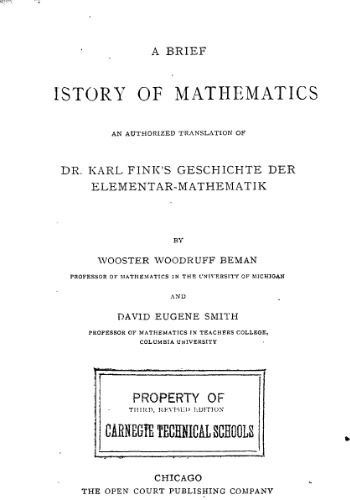 A BRIEF
ISTORY OF MATHEMATICS
AN AUTHORIZED TRANSLATION OF
DR. KARL FINK'S GESCHICHTE DER
ELEMENTAR-MATHEMATIK
BY
WOOSTER WOODRUFF BEMAN
PROFESSOR OF MATHEMATICS IN THE UNIVERSITY OF MICHIGAN
AND
DAVID EUGENE SMITH
PROFESSOR OF MATHEMATICS IN TEACHERS COLLEGE,
COLUMBIA UNIVERSITY
PROPERTY OF
THIRD, REVISED EDITION
CARNEGIE TECHNICAL SCHOOLS
CHICAGO
THE OPEN COURT PUBLISHING COMPANY